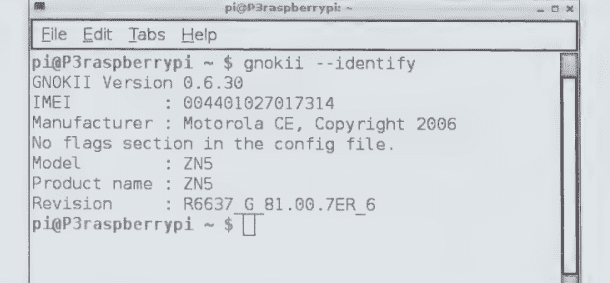 pi@P3raspberrypi: ~
File Edit Tabs Help
pi@P3raspberrypi ~ $ gnokii --identify
GNOKII Version 0.6.30
IMEI : 004401027017314
Manufacturer : Motorola CE, Copyright 2006
No flags section in the config file.
Model : ZN5
Product name : ZN5
Revision : R6637_G_81.00.7ER_6
pi@P3raspberrypi ~ $